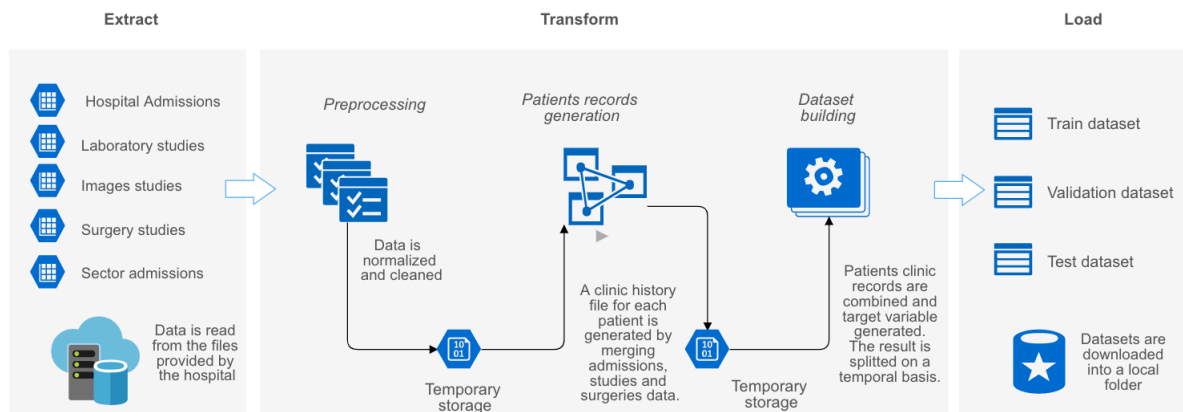 Extract
Transform
Load
Hospital Admissions
Laboratory studies
Images studies
Surgery studies
Sector admissions
Data is read
from the files
provided by
the hospital
Preprocessing
Data is
normalized
and cleaned
10
01
Temporary
storage
Patients records
generation
A clinic history
file for each
patient is
generated by
merging
admissions,
studies and
surgeries data.
10
01
Temporary
storage
Dataset
building
Patients clinic
records are
combined and
target variable
generated.
The result is
splitted on a
temporal basis.
Train dataset
Validation dataset
Test dataset
Datasets are
downloaded
into a local
folder